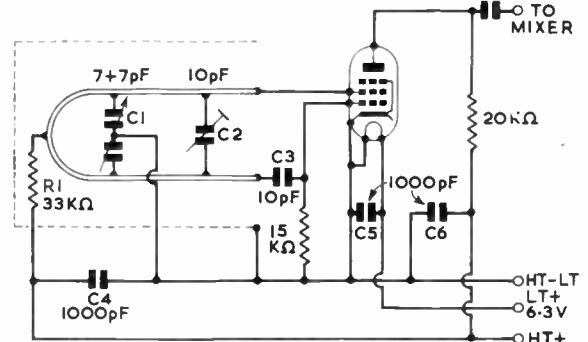 TO
MIXER
7+7pF
10pF
C1
C2
20KΩ
C3
10pF
1000pF
R1
33KΩ
15
KΩ
C5
C6
C4
1000pF
HT-LT
LT+
6·3V
HT+